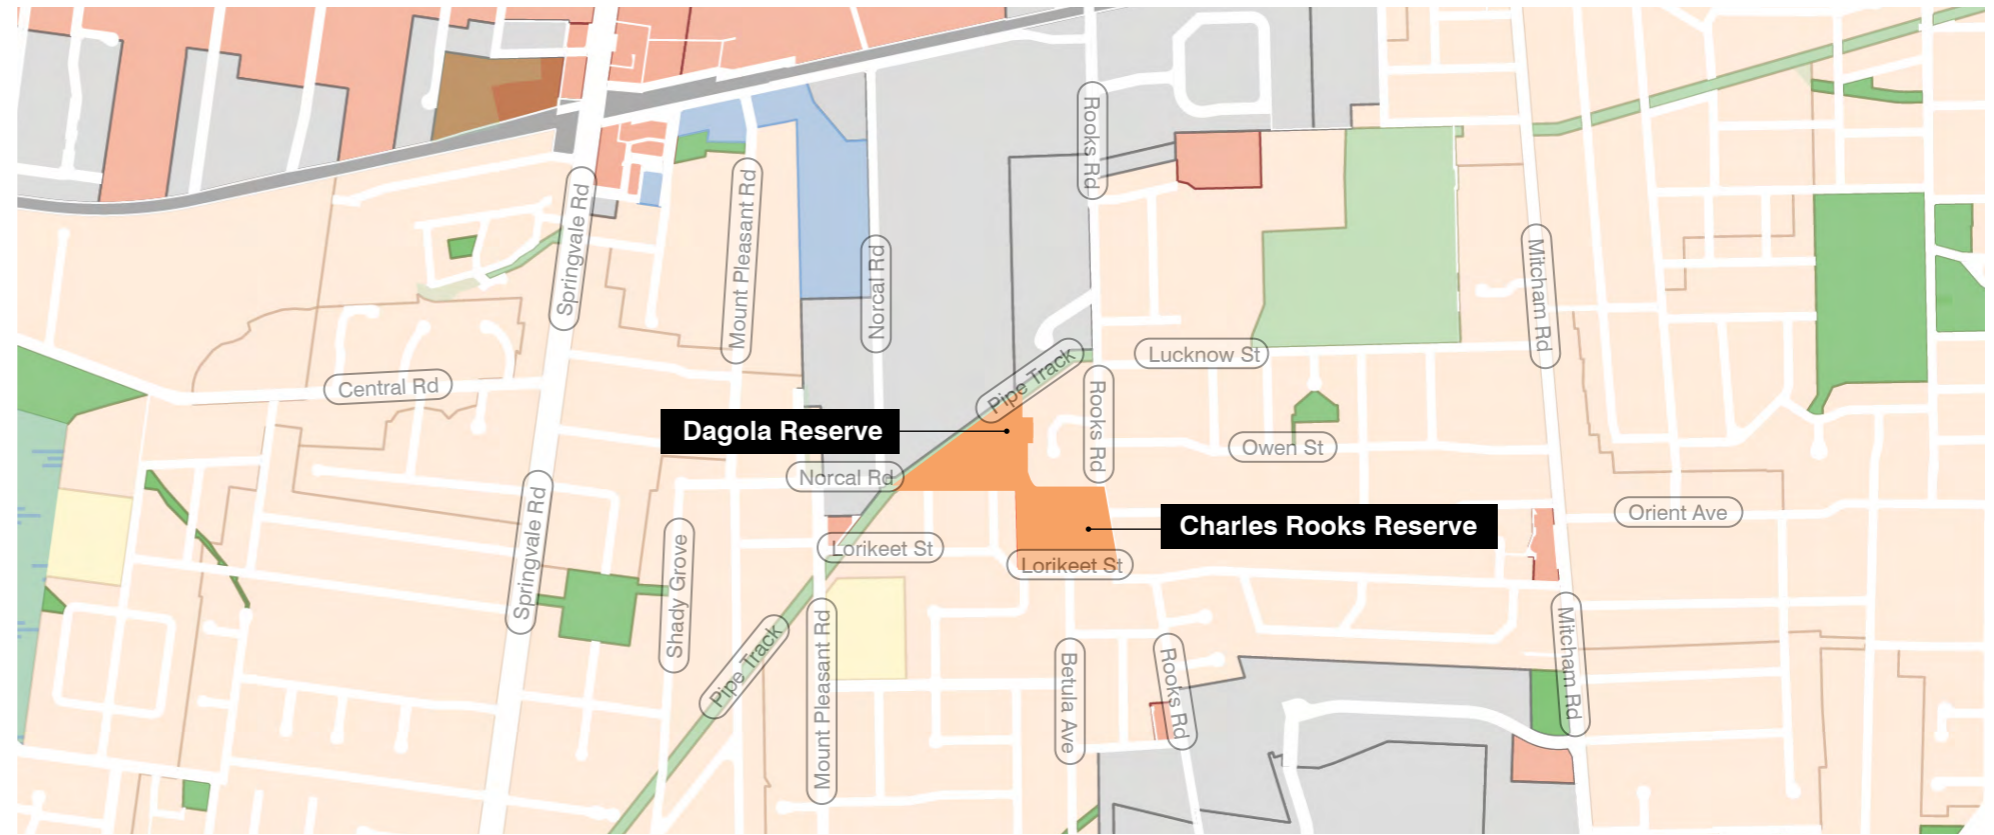 Rooks Rd
Springvale Rd
Mount Pleasant Rd
Norcal Rd
Mitcham Rd
Central Rd
Pipe Track
Lucknow St
Rooks Rd
Dagola Reserve
Owen St
Norcal Rd
Springvale Rd
Orient Ave
Charles Rooks Reserve
Shady Grove
Lorikeet St
Lorikeet St
Pipe Track
Mount Pleasant Rd
Betula Ave
Rooks Rd
Mitcham Rd